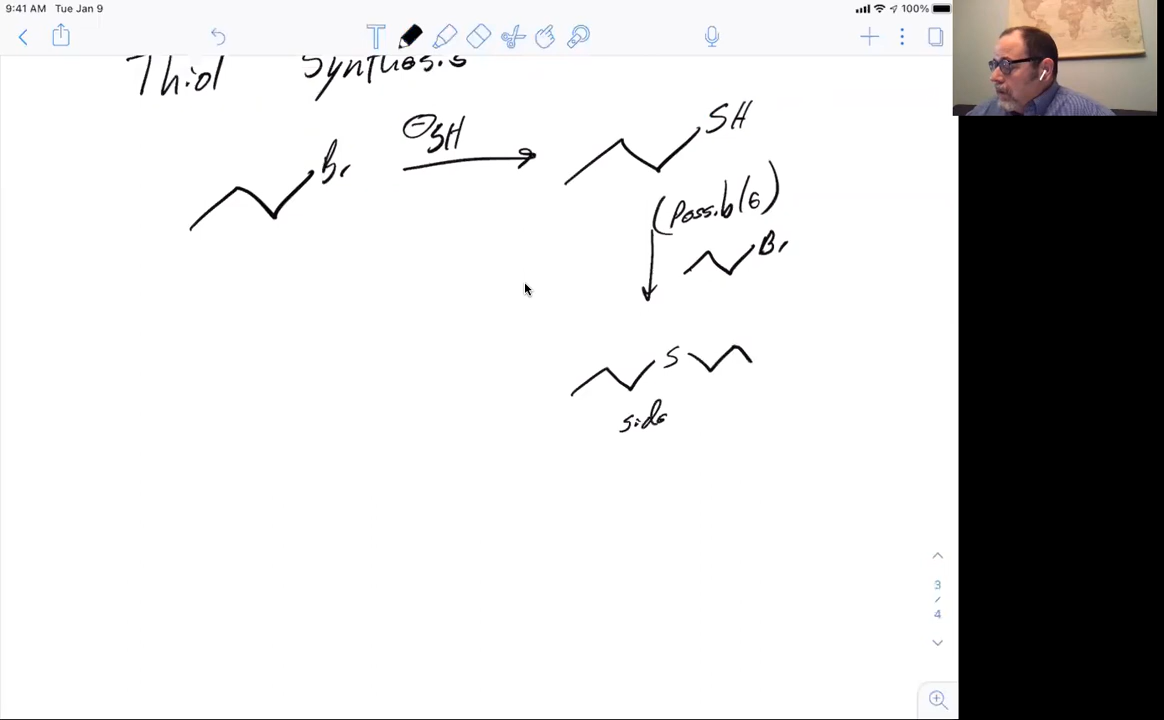 9:41 AM Tue Jan 9
100%
Thiol Synthesis
Br
⊖SH
SH
(Possible)
Br
S
side
3
/
4